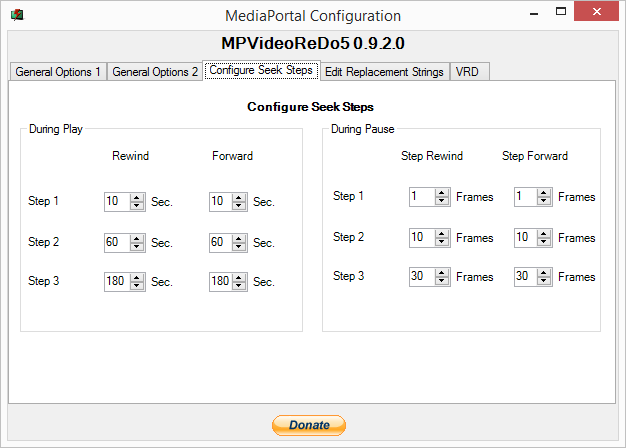 MediaPortal Configuration
MPVideoReDo5 0.9.2.0
General Options 1 General Options 2 Configure Seek Steps Edit Replacement Strings VRD
Configure Seek Steps
During Play
Rewind Forward
Step 1 10 Sec. 10 Sec.
Step 2 60 Sec. 60 Sec.
Step 3 180 Sec. 180 Sec.
During Pause
Step Rewind Step Forward
Step 1 1 Frames 1 Frames
Step 2 10 Frames 10 Frames
Step 3 30 Frames 30 Frames
Donate